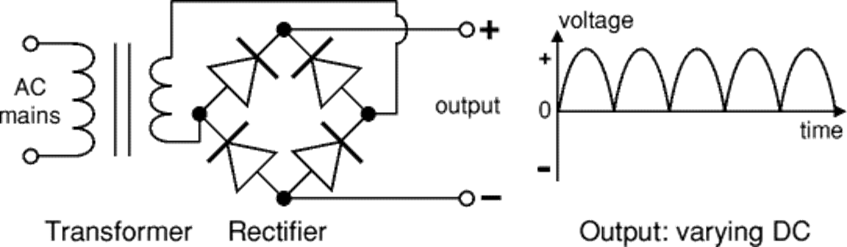 AC
mains
Transformer
Rectifier
+
output
−
voltage
+
0
-
time
Output: varying DC